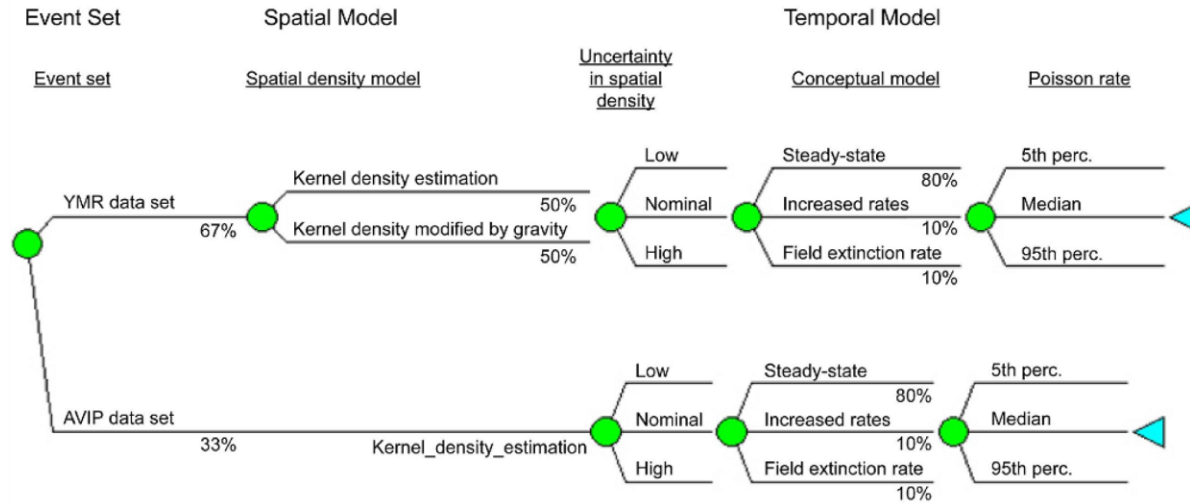 Event Set
Spatial Model
Temporal Model
Event set
Spatial density model
Uncertainty
in spatial
density
Conceptual model
Poisson rate
YMR data set
67%
Kernel density estimation
50%
Kernel density modified by gravity
50%
Low
Nominal
High
Steady-state
80%
Increased rates
10%
Field extinction rate
10%
5th perc.
Median
95th perc.
AVIP data set
33%
Kernel_density_estimation
Low
Nominal
High
Steady-state
80%
Increased rates
10%
Field extinction rate
10%
5th perc.
Median
95th perc.